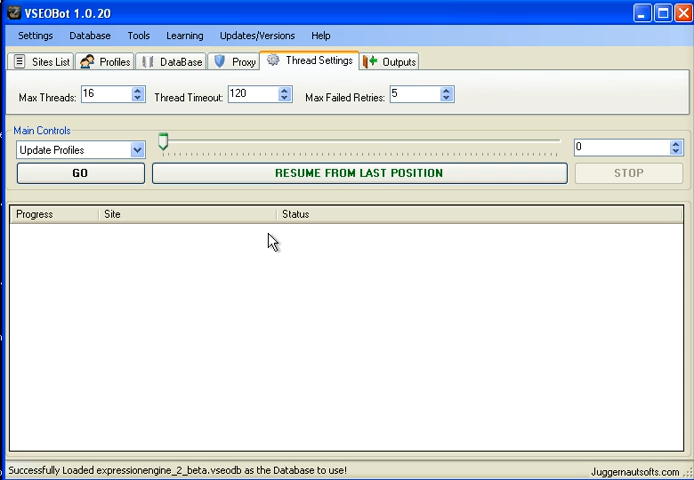 VSEOBot 1.0.20
Settings Database Tools Learning Updates/Versions Help
Sites List Profiles DataBase Proxy Thread Settings Outputs
Max Threads: 16 Thread Timeout: 120 Max Failed Retries: 5
Main Controls
Update Profiles 0
GO RESUME FROM LAST POSITION STOP
Progress Site Status
Successfully Loaded expressionengine_2_beta.vseodb as the Database to use! Juggernautsofts.com